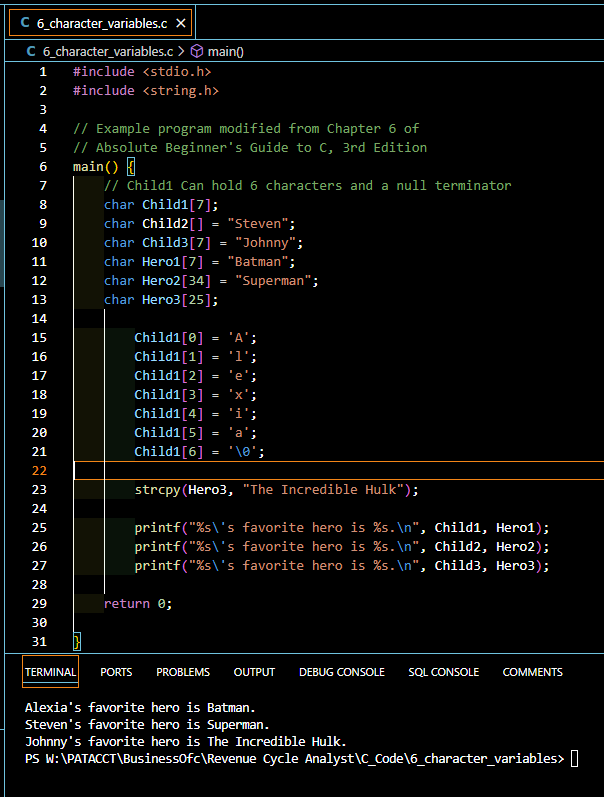 C 6_character_variables.c ×
C 6_character_variables.c > main()
1 #include <stdio.h>
2 #include <string.h>
3
4 // Example program modified from Chapter 6 of
5 // Absolute Beginner's Guide to C, 3rd Edition
6 main() {
7 // Child1 Can hold 6 characters and a null terminator
8 char Child1[7];
9 char Child2[] = "Steven";
10 char Child3[7] = "Johnny";
11 char Hero1[7] = "Batman";
12 char Hero2[34] = "Superman";
13 char Hero3[25];
14
15 Child1[0] = 'A';
16 Child1[1] = 'l';
17 Child1[2] = 'e';
18 Child1[3] = 'x';
19 Child1[4] = 'i';
20 Child1[5] = 'a';
21 Child1[6] = '\0';
22
23 strcpy(Hero3, "The Incredible Hulk");
24
25 printf("%s\'s favorite hero is %s.\n", Child1, Hero1);
26 printf("%s\'s favorite hero is %s.\n", Child2, Hero2);
27 printf("%s\'s favorite hero is %s.\n", Child3, Hero3);
28
29 return 0;
30
31 }
TERMINAL PORTS PROBLEMS OUTPUT DEBUG CONSOLE SQL CONSOLE COMMENTS
Alexia's favorite hero is Batman.
Steven's favorite hero is Superman.
Johnny's favorite hero is The Incredible Hulk.
PS W:\PATACCT\BusinessOfc\Revenue Cycle Analyst\C_Code\6_character_variables>